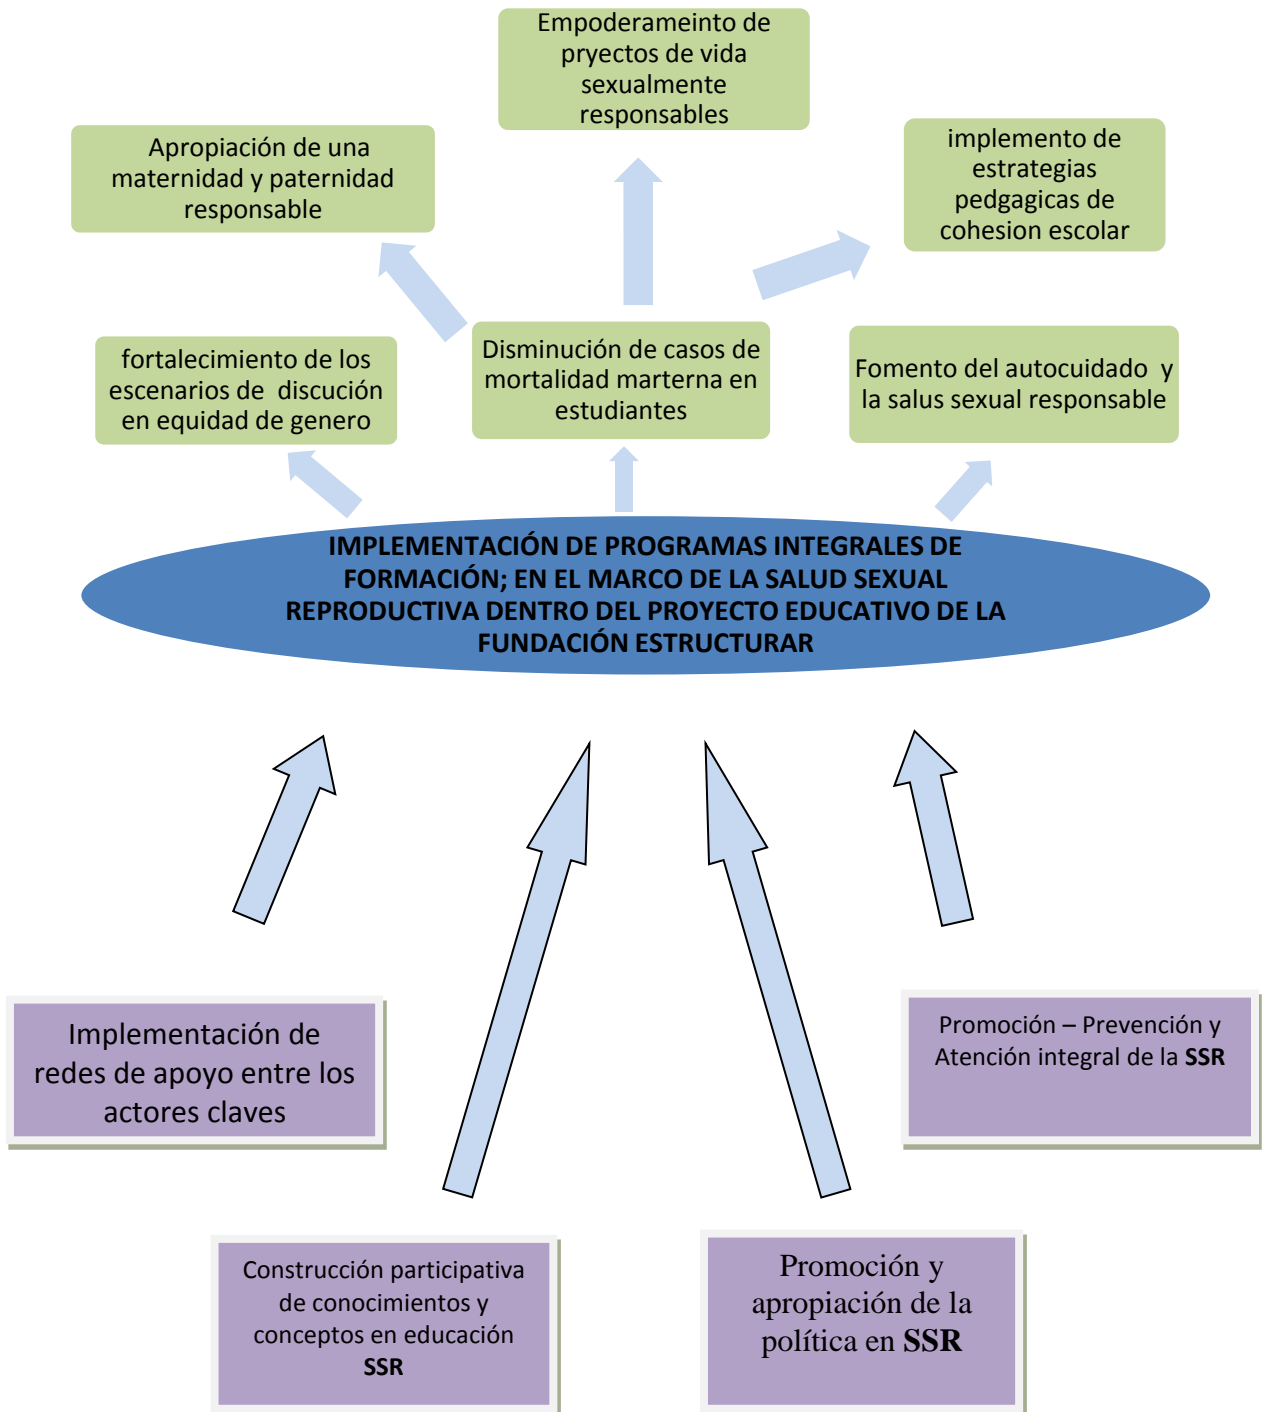 Empoderameinto de
pryectos de vida
sexualmente
responsables
Apropiación de una
maternidad y paternidad
responsable
implemento de
estrategias
pedgagicas de
cohesion escolar
fortalecimiento de los
escenarios de  discución
en equidad de genero
Disminución de casos de
mortalidad marterna en
estudiantes
Fomento del autocuidado  y
la salus sexual responsable
IMPLEMENTACIÓN DE PROGRAMAS INTEGRALES DE
FORMACIÓN; EN EL MARCO DE LA SALUD SEXUAL
REPRODUCTIVA DENTRO DEL PROYECTO EDUCATIVO DE LA
FUNDACIÓN ESTRUCTURAR
Implementación de
redes de apoyo entre los
actores claves
Promoción – Prevención y
Atención integral de la SSR
Construcción participativa
de conocimientos y
conceptos en educación
SSR
Promoción y
apropiación de la
política en SSR